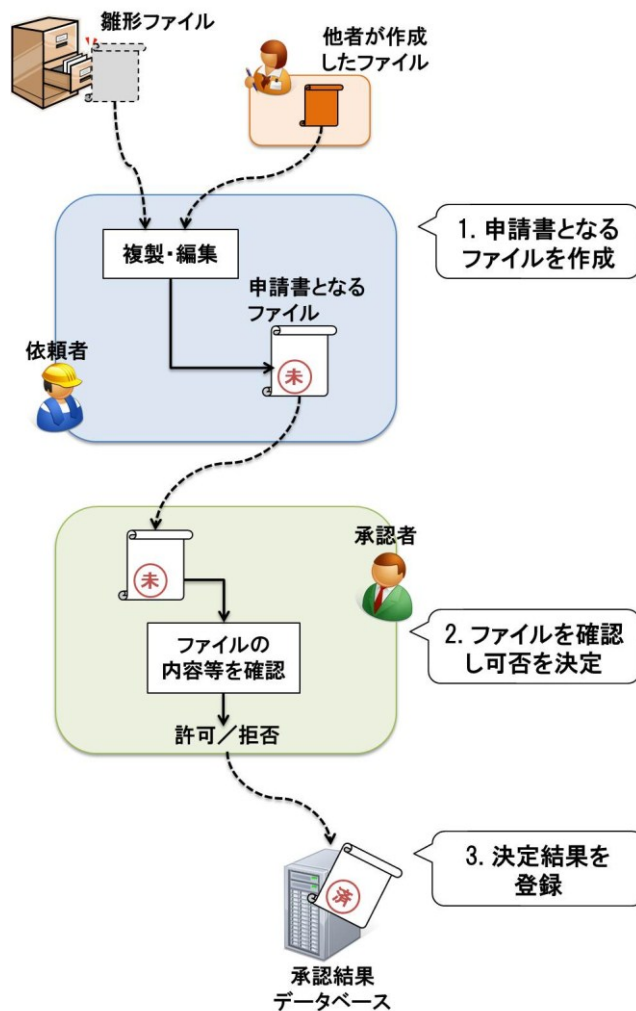 雛形ファイル
他者が作成
したファイル
複製・編集
1. 申請書となる
ファイルを作成
申請書となる
ファイル
未
依頼者
未
承認者
ファイルの
内容等を確認
2. ファイルを確認
し可否を決定
許可／拒否
済
3. 決定結果を
登録
承認結果
データベース